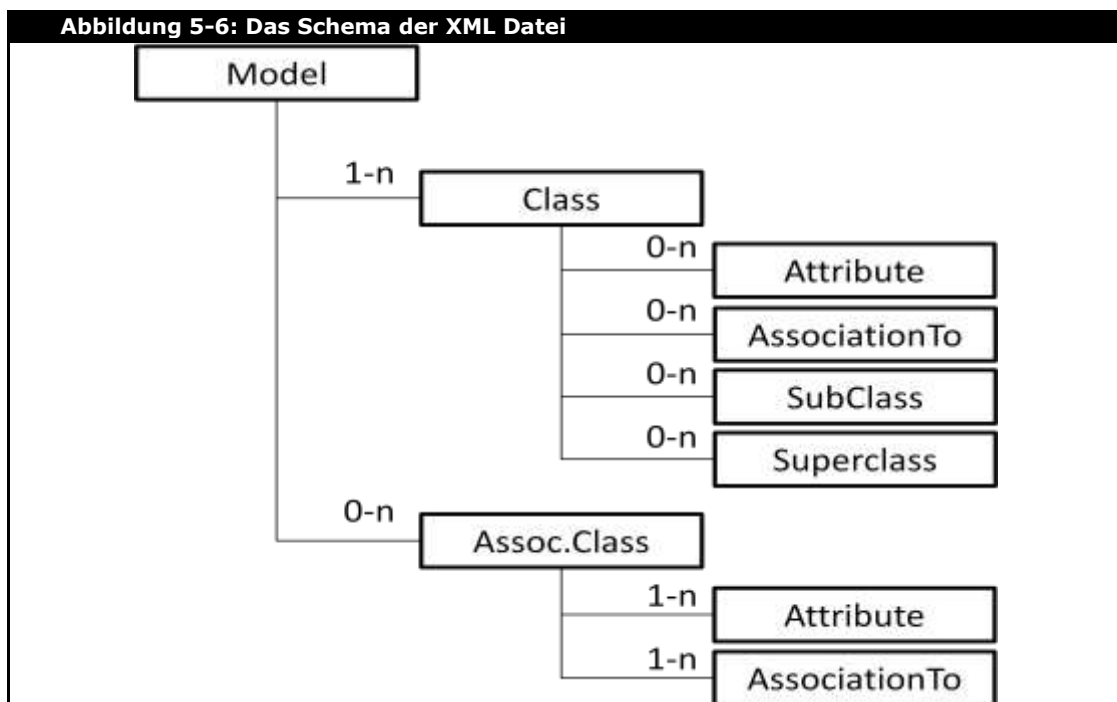 Abbildung 5-6: Das Schema der XML Datei
Model
1-n
Class
0-n
Attribute
0-n
AssociationTo
0-n
SubClass
0-n
Superclass
0-n
Assoc.Class
1-n
Attribute
1-n
AssociationTo